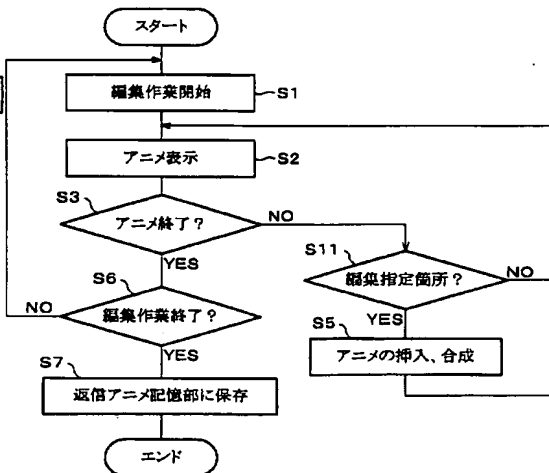 スタート
編集作業開始
S1
アニメ表示
S2
S3
アニメ終了?
NO
YES
S11
編集指定箇所?
NO
YES
S5
アニメの挿入、合成
S6
NO
編集作業終了?
YES
S7
返信アニメ記憶部に保存
エンド